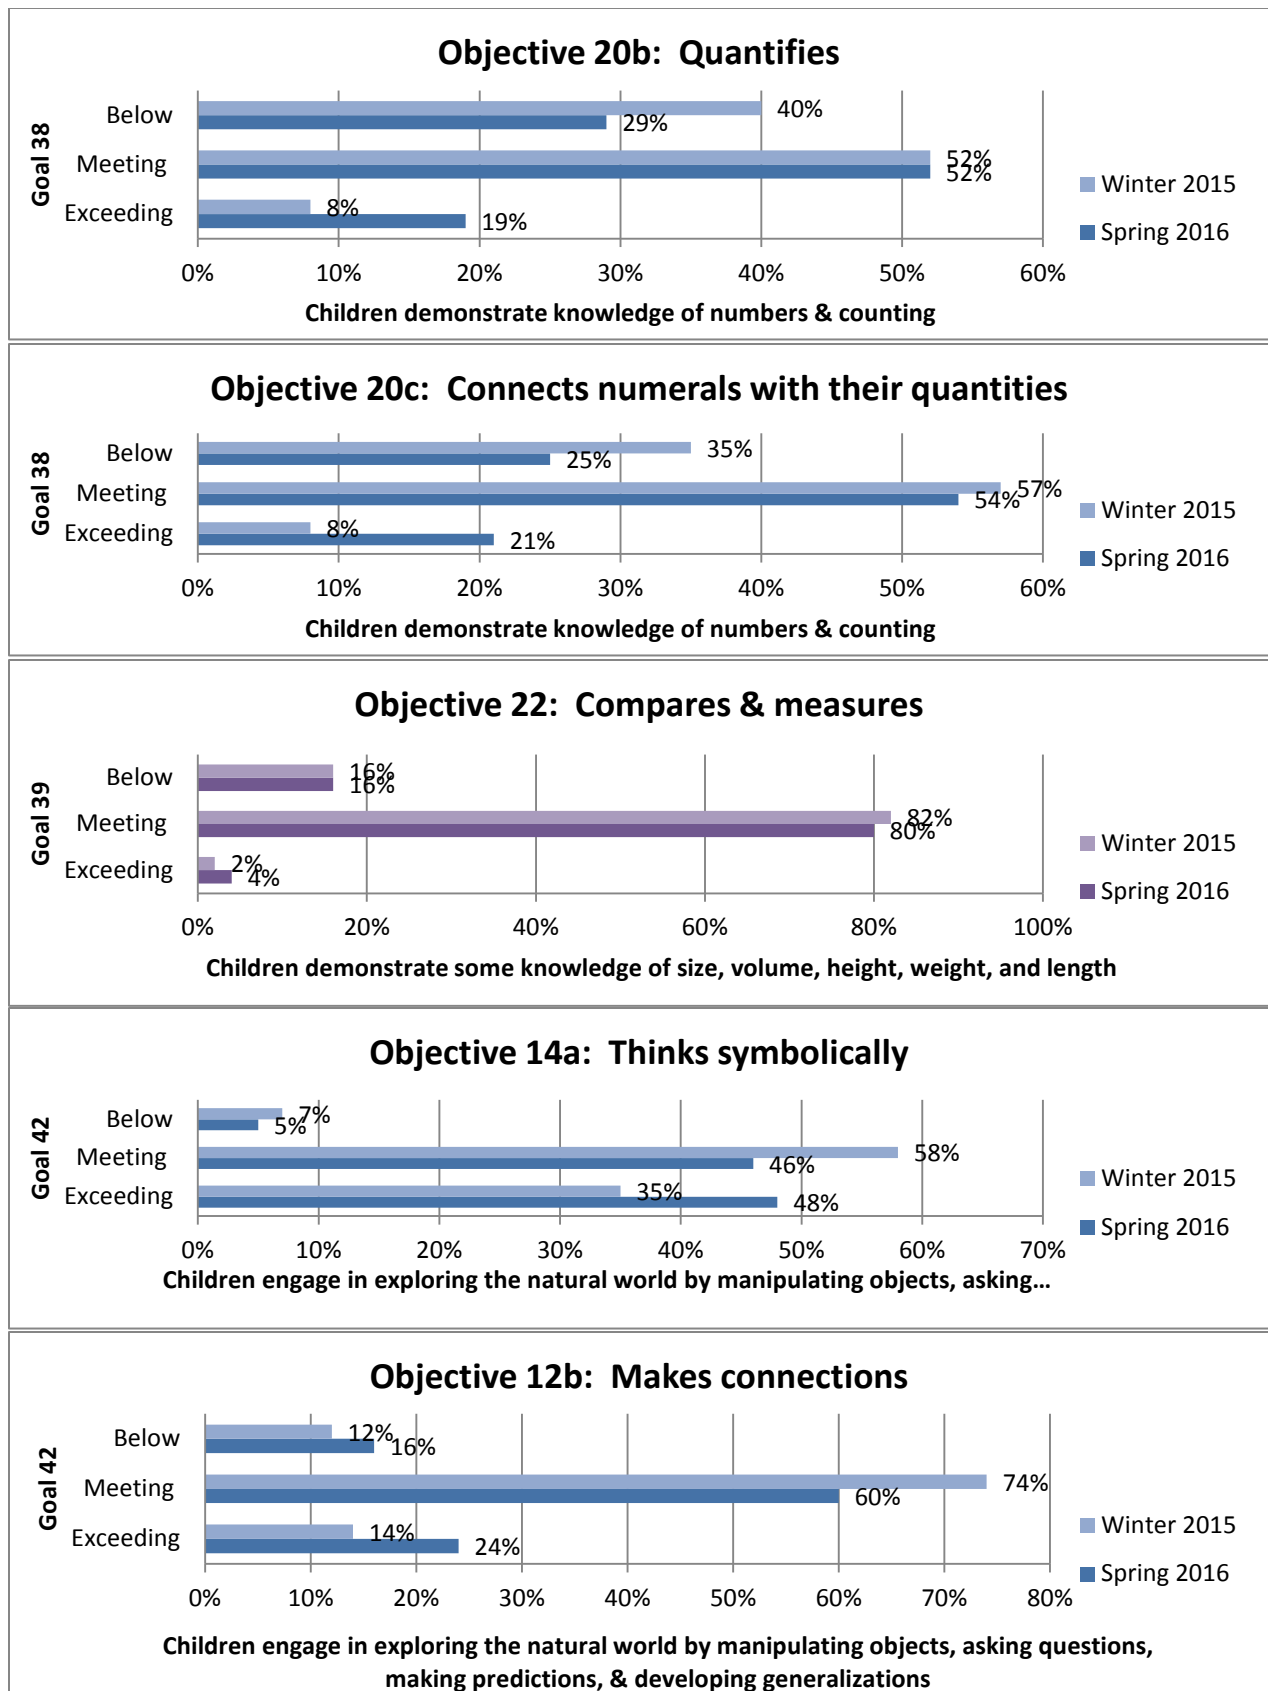 Objective 20b: Quantifies
Goal 38
Below
40%
29%
Meeting
52%
52%
Exceeding
8%
19%
Winter 2015
Spring 2016
0% 10% 20% 30% 40% 50% 60%
Children demonstrate knowledge of numbers & counting
Objective 20c: Connects numerals with their quantities
Goal 38
Below
35%
25%
Meeting
57%
54%
Exceeding
8%
21%
Winter 2015
Spring 2016
0% 10% 20% 30% 40% 50% 60%
Children demonstrate knowledge of numbers & counting
Objective 22: Compares & measures
Goal 39
Below
16%
16%
Meeting
82%
80%
Exceeding
2%
4%
Winter 2015
Spring 2016
0% 20% 40% 60% 80% 100%
Children demonstrate some knowledge of size, volume, height, weight, and length
Objective 14a: Thinks symbolically
Goal 42
Below
7%
5%
Meeting
58%
46%
Exceeding
35%
48%
Winter 2015
Spring 2016
0% 10% 20% 30% 40% 50% 60% 70%
Children engage in exploring the natural world by manipulating objects, asking…
Objective 12b: Makes connections
Goal 42
Below
12%
16%
Meeting
74%
60%
Exceeding
14%
24%
Winter 2015
Spring 2016
0% 10% 20% 30% 40% 50% 60% 70% 80%
Children engage in exploring the natural world by manipulating objects, asking questions,
making predictions, & developing generalizations